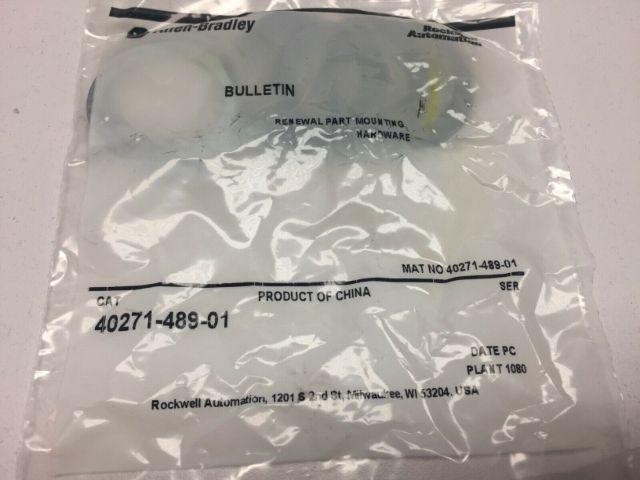 Allen-Bradley
Rockwell
Automation
BULLETIN
RENEWAL PART MOUNTING
HARDWARE
MAT NO 40271-489-01
CAT
PRODUCT OF CHINA
SER
40271-489-01
DATE PC
PLANT 1080
Rockwell Automation, 1201 S 2nd St, Milwaukee, WI 53204, USA